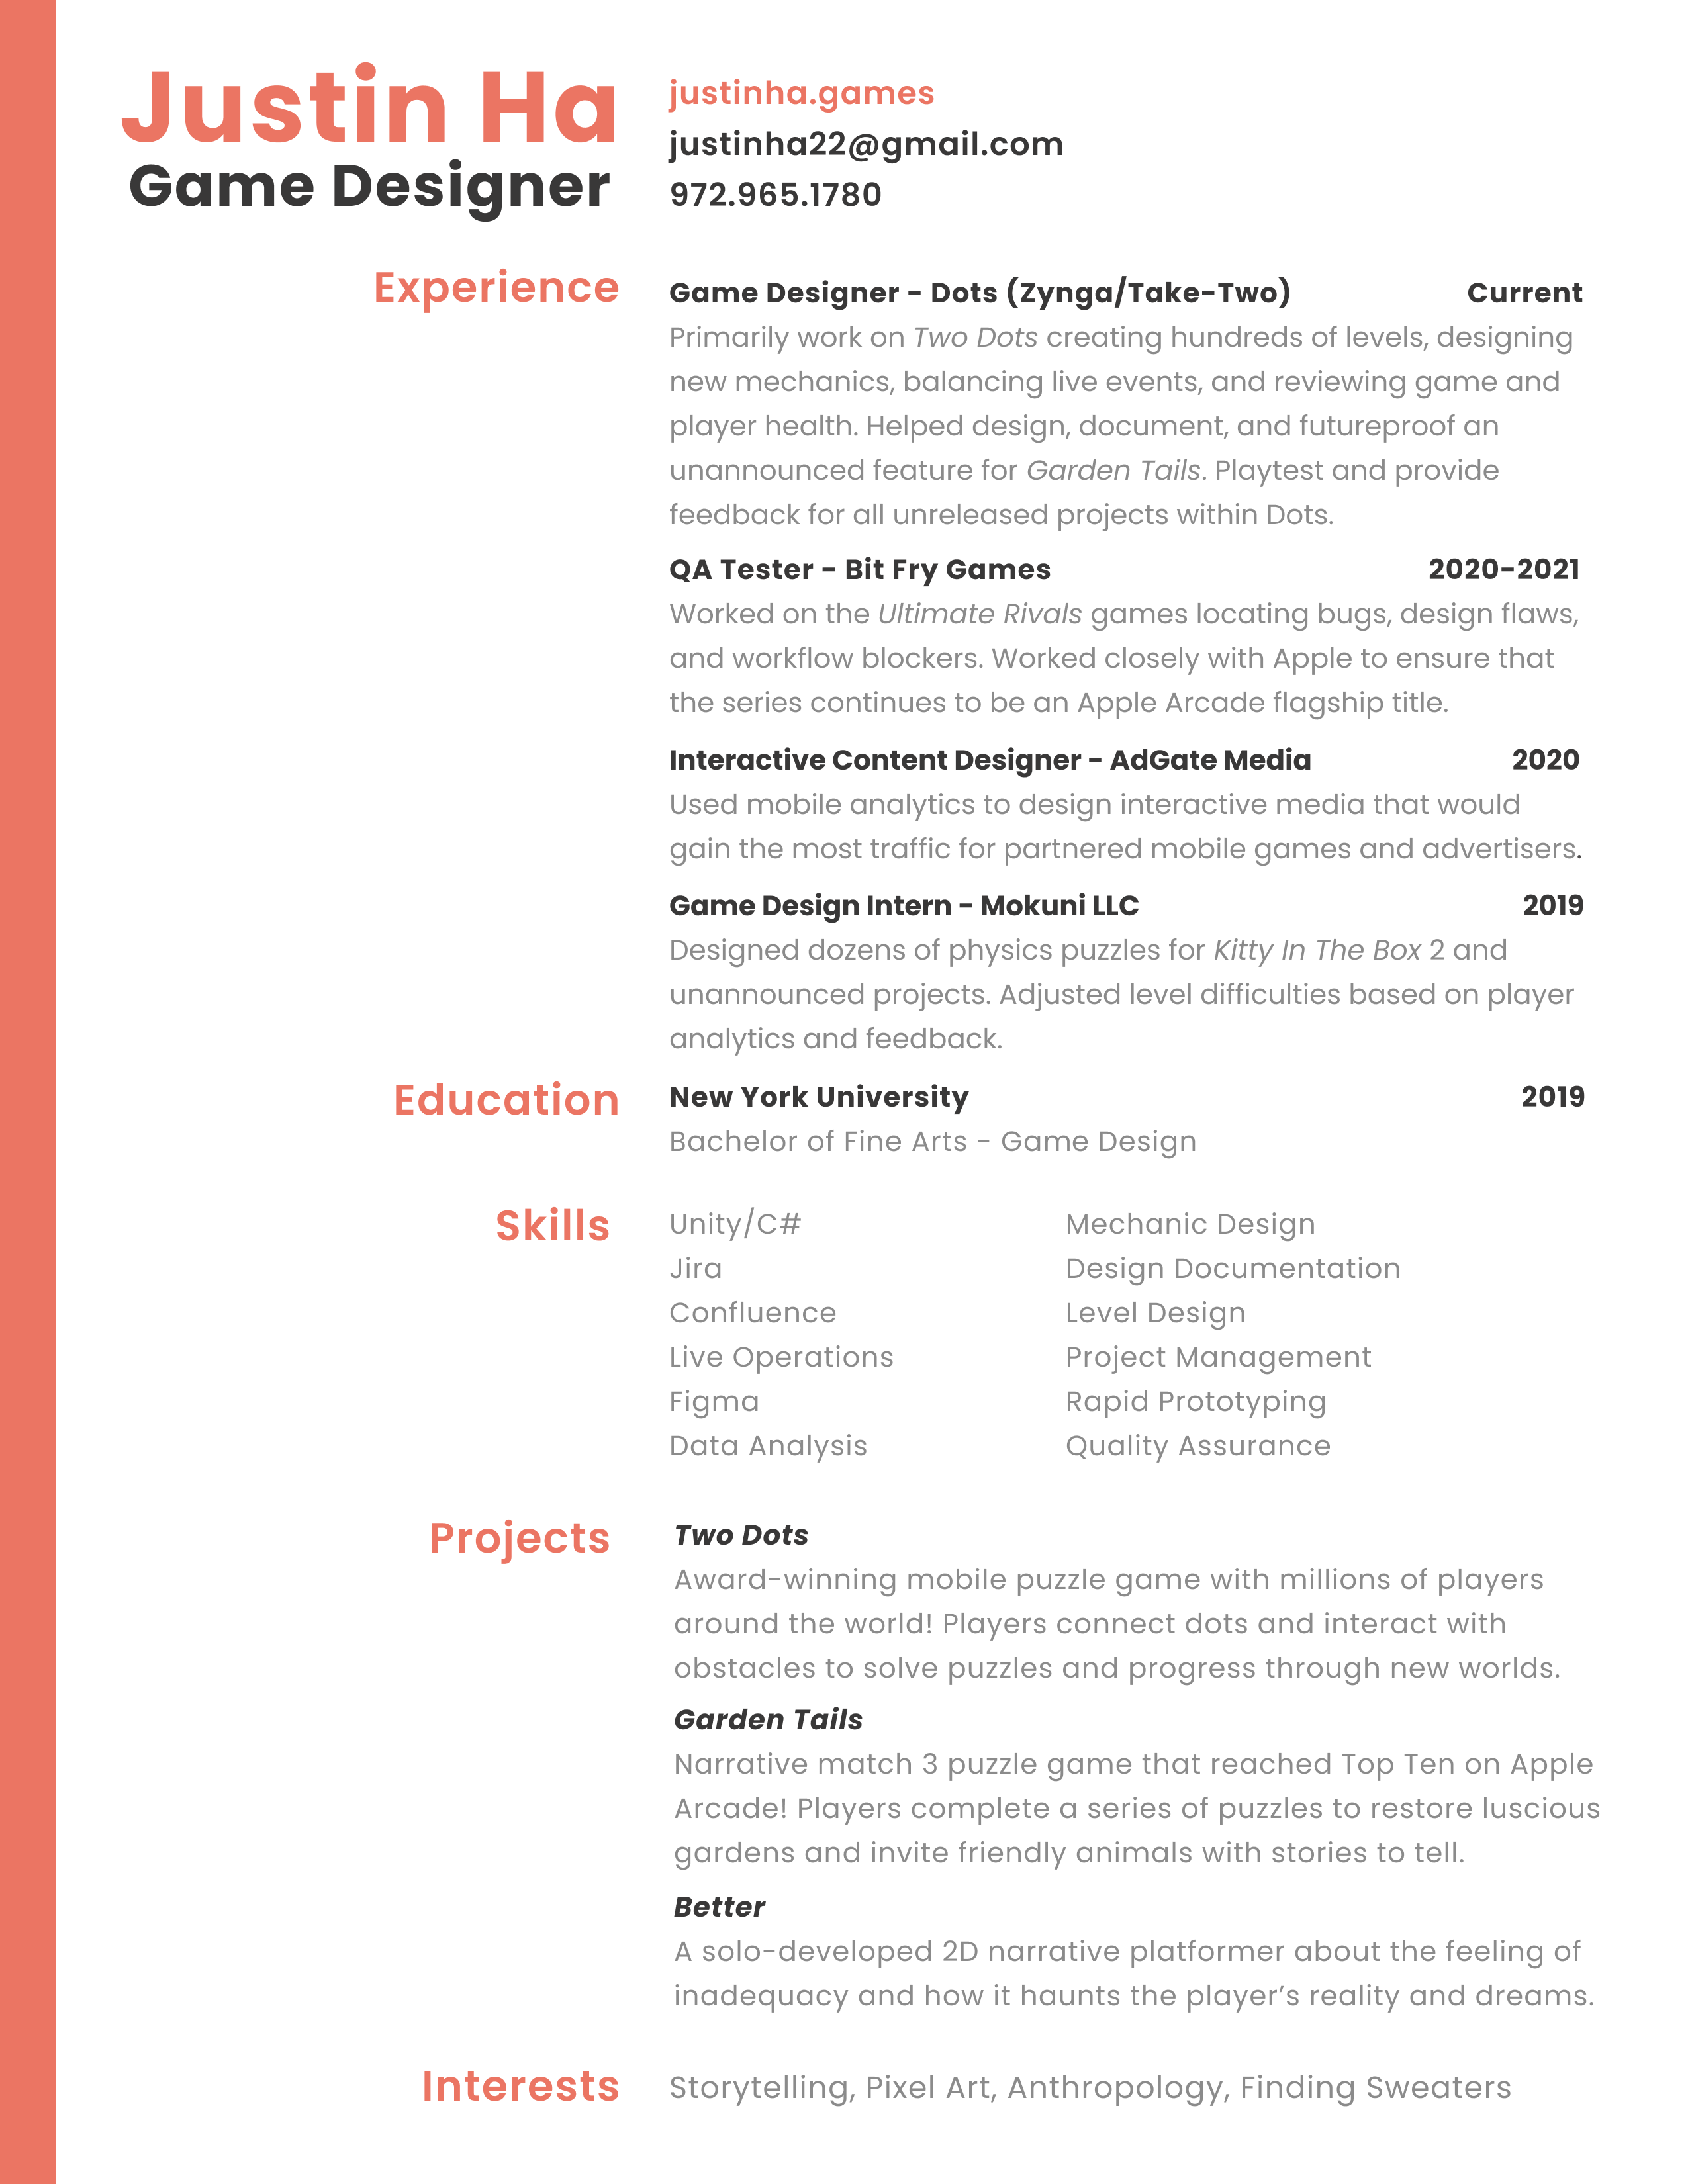 Justin Ha
Game Designer
justinha.games
justinha22@gmail.com
972.965.1780
Experience
Game Designer - Dots (Zynga/Take-Two) Current
Primarily work on Two Dots creating hundreds of levels, designing
new mechanics, balancing live events, and reviewing game and
player health. Helped design, document, and futureproof an
unannounced feature for Garden Tails. Playtest and provide
feedback for all unreleased projects within Dots.
QA Tester - Bit Fry Games 2020-2021
Worked on the Ultimate Rivals games locating bugs, design flaws,
and workflow blockers. Worked closely with Apple to ensure that
the series continues to be an Apple Arcade flagship title.
Interactive Content Designer - AdGate Media 2020
Used mobile analytics to design interactive media that would
gain the most traffic for partnered mobile games and advertisers.
Game Design Intern - Mokuni LLC 2019
Designed dozens of physics puzzles for Kitty In The Box 2 and
unannounced projects. Adjusted level difficulties based on player
analytics and feedback.
Education
New York University 2019
Bachelor of Fine Arts - Game Design
Skills
Unity/C#
Jira
Confluence
Live Operations
Figma
Data Analysis
Mechanic Design
Design Documentation
Level Design
Project Management
Rapid Prototyping
Quality Assurance
Projects
Two Dots
Award-winning mobile puzzle game with millions of players
around the world! Players connect dots and interact with
obstacles to solve puzzles and progress through new worlds.
Garden Tails
Narrative match 3 puzzle game that reached Top Ten on Apple
Arcade! Players complete a series of puzzles to restore luscious
gardens and invite friendly animals with stories to tell.
Better
A solo-developed 2D narrative platformer about the feeling of
inadequacy and how it haunts the player’s reality and dreams.
Interests
Storytelling, Pixel Art, Anthropology, Finding Sweaters